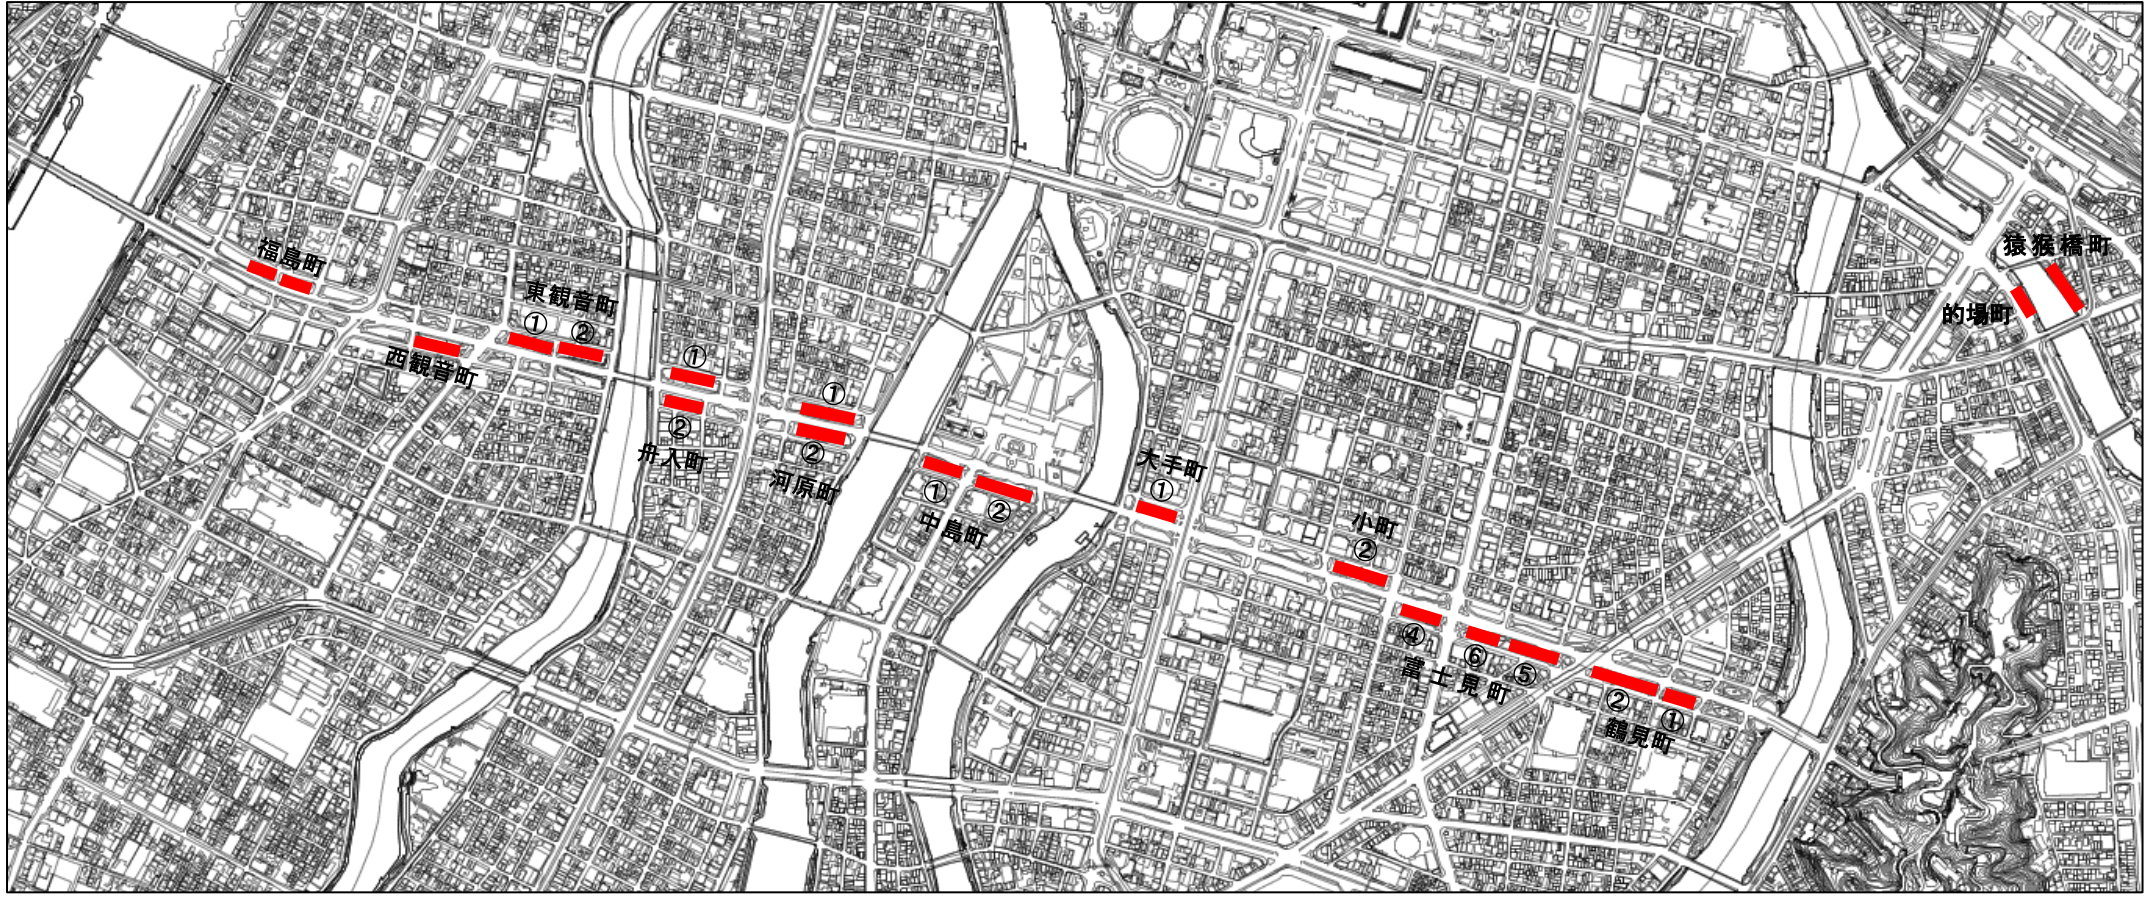 福島町
西観音町
東観音町
①
②
①
②
舟入町
①
②
河原町
①
②
中島町
大手町
①
小町
②
④
⑥
⑤
富士見町
②
①
鶴見町
猿猴橋町
的場町